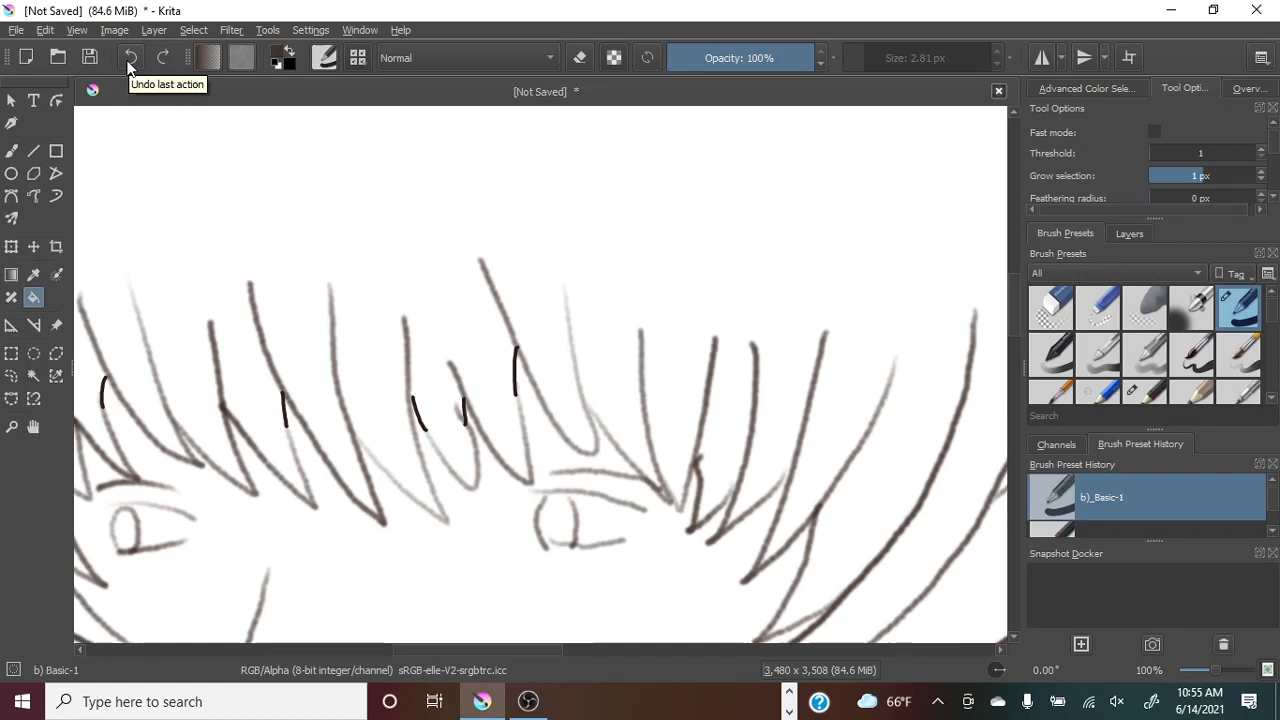 [Not Saved] (84.6 MiB) * - Krita
File Edit View Image Layer Select Filter Tools Settings Window Help
Normal
Opacity: 100%
Size: 2.81 px
Undo last action
[Not Saved] *
Advanced Color Sele...
Tool Opti...
Overv...
Tool Options
Fast mode:
Threshold: 1
Grow selection: 1 px
Feathering radius: 0 px
Brush Presets
Layers
Brush Presets
All
Tag
Search
Channels
Brush Preset History
Brush Preset History
b)_Basic-1
Snapshot Docker
b) Basic-1
RGB/Alpha (8-bit integer/channel) sRGB-elle-V2-srgbtrc.icc
3,480 x 3,508 (84.6 MiB)
0.00°
100%
Type here to search
66°F
10:55 AM
6/14/2021